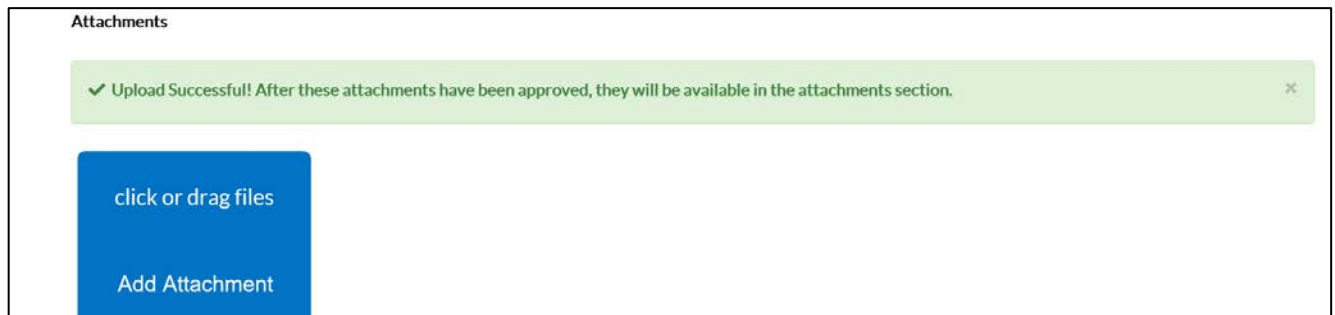 Attachments
✔ Upload Successful! After these attachments have been approved, they will be available in the attachments section. ×
click or drag files
Add Attachment